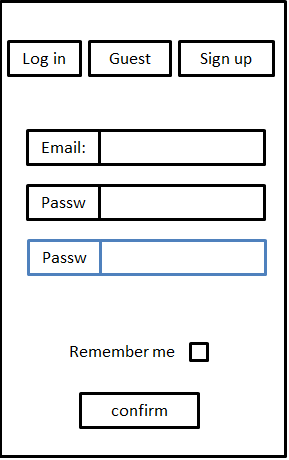 Log in Guest Sign up
Email:
Passw
Passw
Remember me
confirm